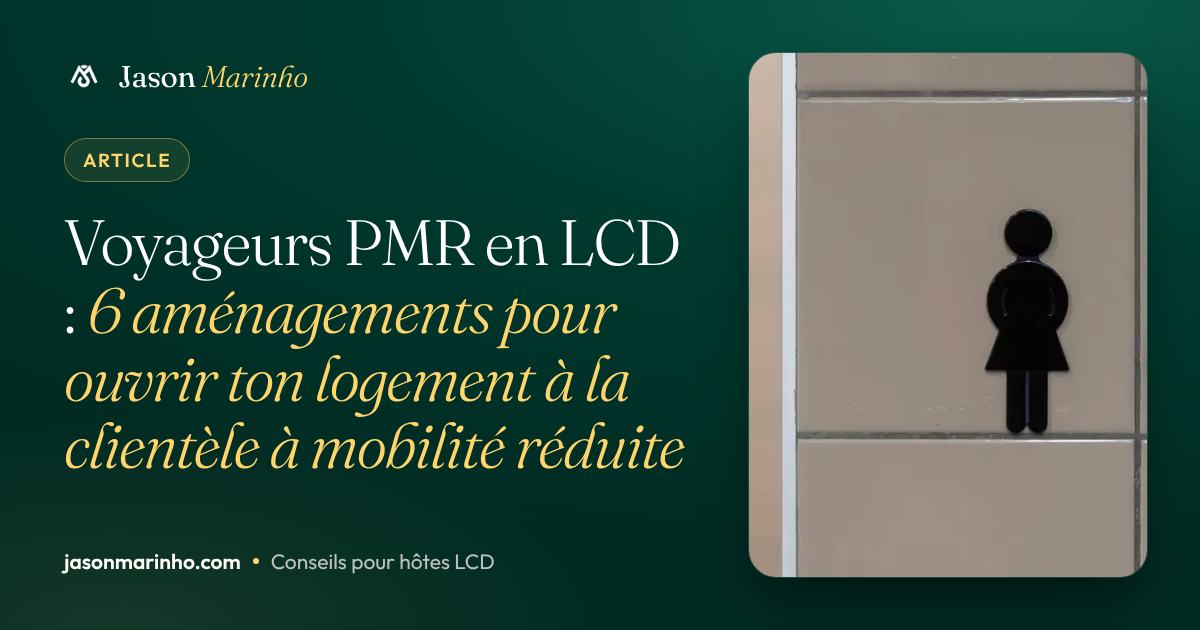 Jason Marinho
ARTICLE
Voyageurs PMR en LCD
: 6 aménagements pour
ouvrir ton logement à la
clientèle à mobilité réduite
jasonmarinho.com • Conseils pour hôtes LCD